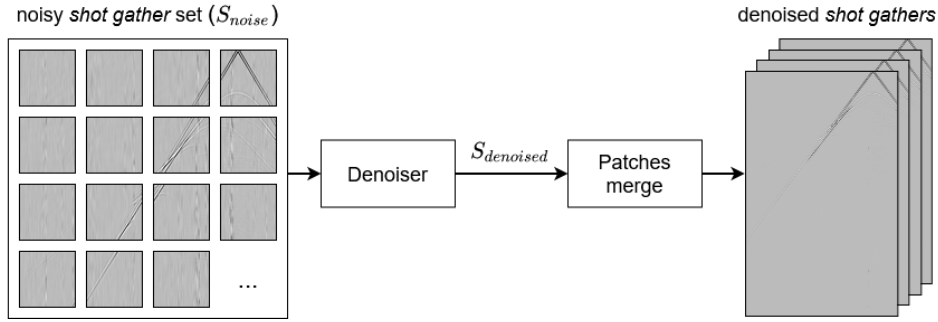 noisy shot gather set (S_noise)
denoised shot gathers
Denoiser
S_denoised
Patches
merge
...